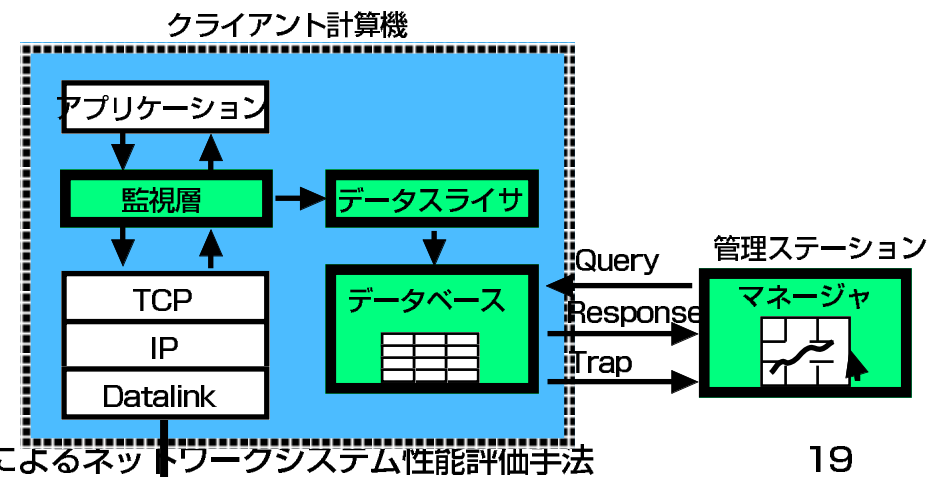 クライアント計算機
アプリケーション
監視層
データスライサ
TCP
IP
Datalink
データベース
Query
Response
Trap
管理ステーション
マネージャ
によるネットワークシステム性能評価手法
19